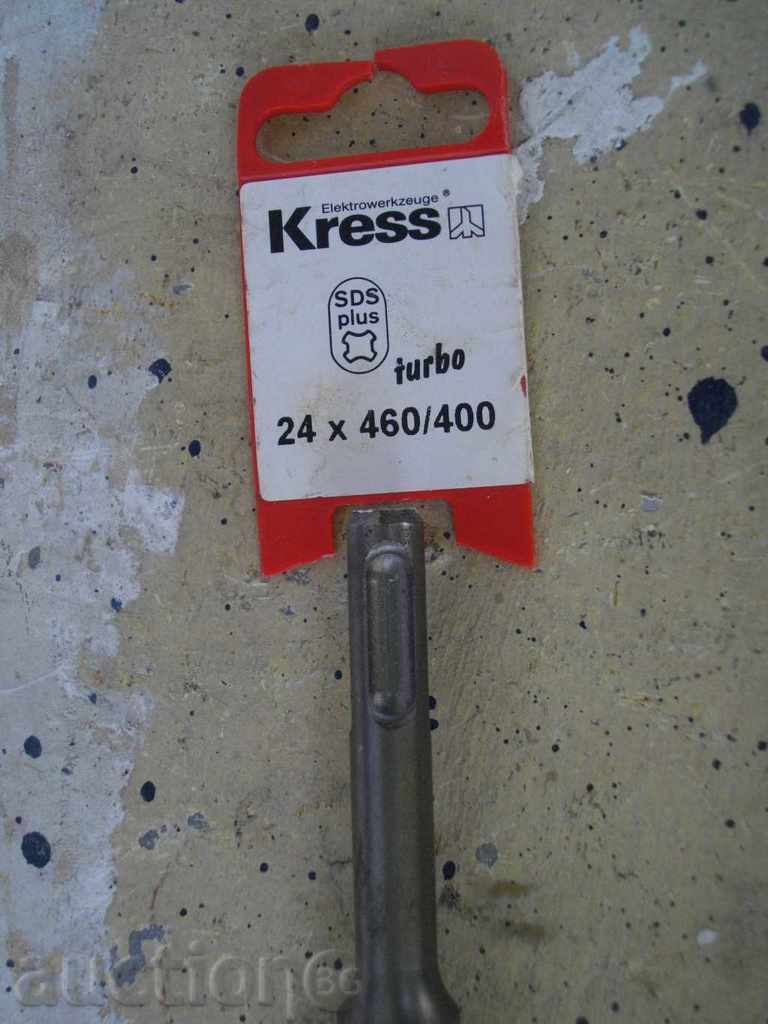 Elektrowerkzeuge ®
Kress
SDS
plus
turbo
24 x 460/400
auction BG